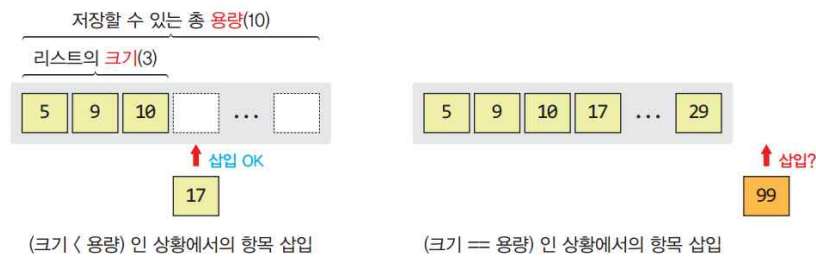 저장할 수 있는 총 용량(10)
리스트의 크기(3)
5 9 10 ...
삽입 OK
17
(크기 < 용량) 인 상황에서의 항목 삽입
5 9 10 17 ... 29
삽입?
99
(크기 == 용량) 인 상황에서의 항목 삽입